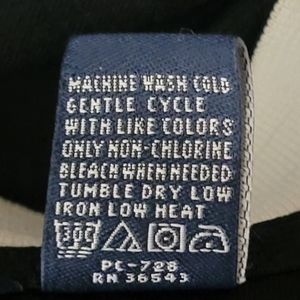 MACHINE WASH COLD
GENTLE CYCLE
WITH LIKE COLORS
ONLY NON-CHLORINE
BLEACH WHEN NEEDED
TUMBLE DRY LOW
IRON LOW HEAT
PC-728
RN 36543